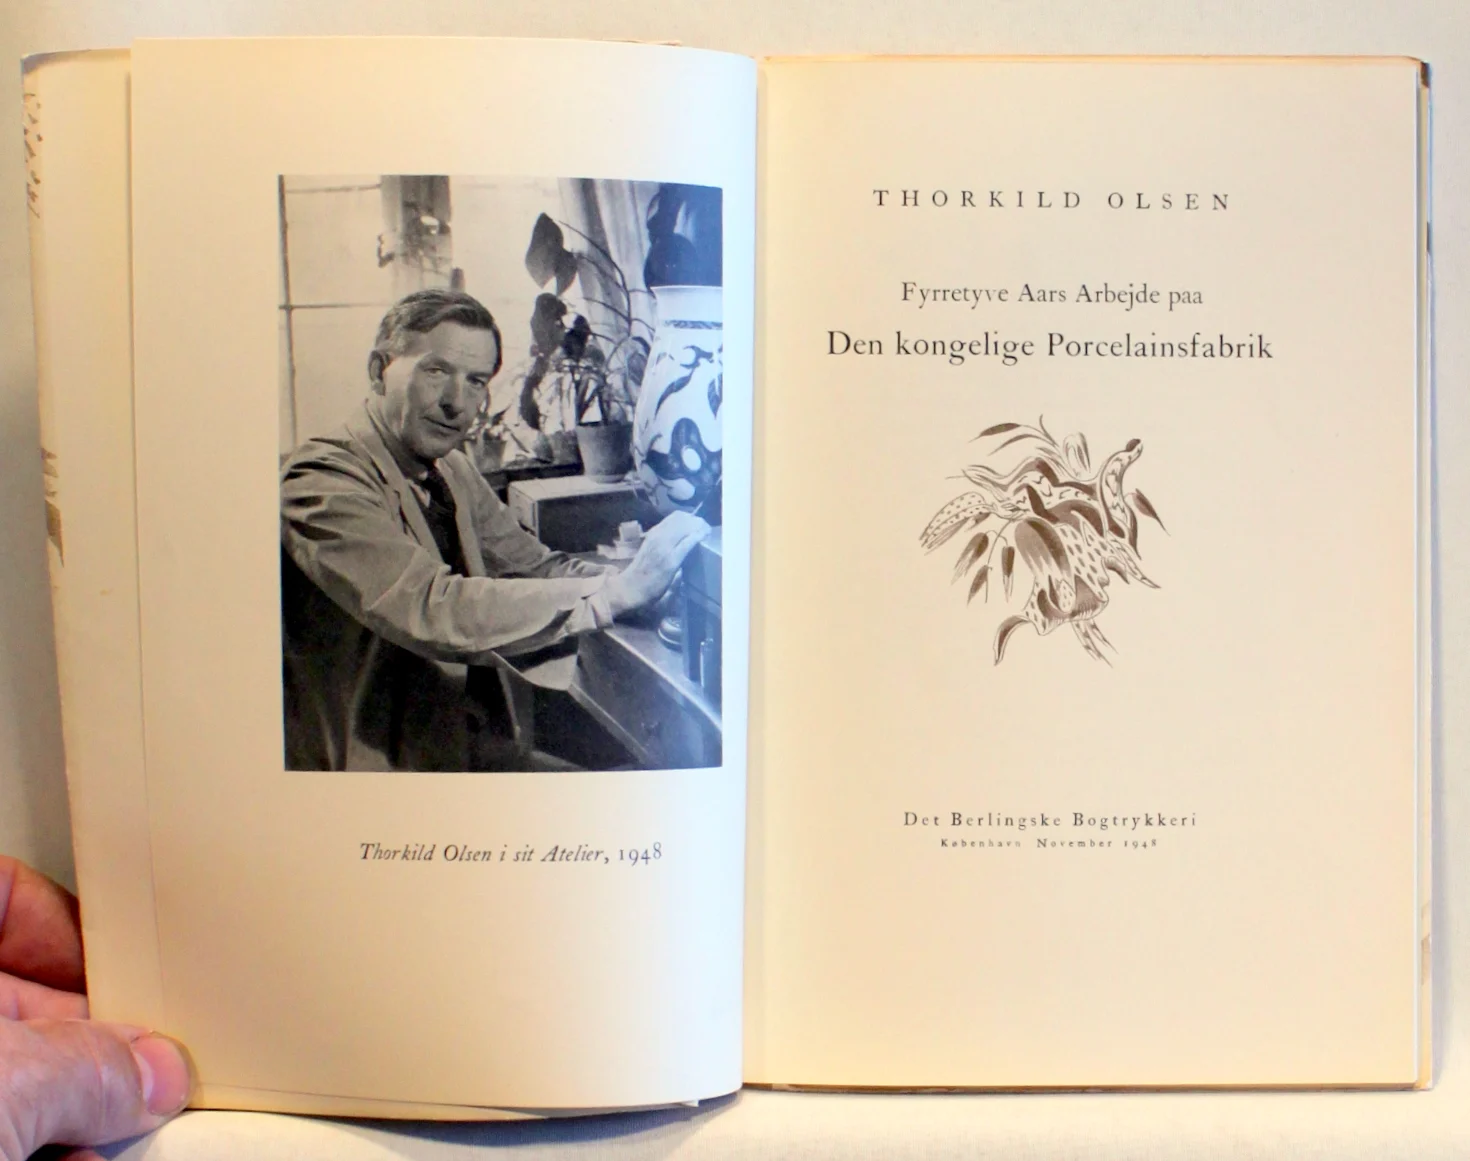 Thorkild Olsen i sit Atelier, 1948
THORKILD OLSEN
Fyrretyve Aars Arbejde paa
Den kongelige Porcelainsfabrik
Det Berlingske Bogtrykkeri
København November 1948